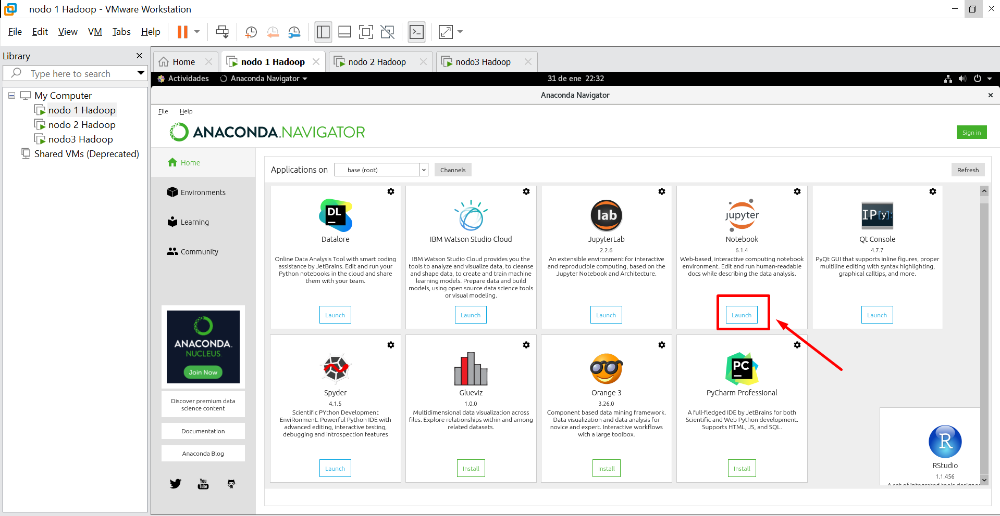 nodo 1 Hadoop - VMware Workstation
File Edit View VM Tabs Help
Library
Type here to search
My Computer
nodo 1 Hadoop
nodo 2 Hadoop
nodo3 Hadoop
Shared VMs (Deprecated)
Home nodo 1 Hadoop nodo 2 Hadoop nodo3 Hadoop
Actividades Anaconda Navigator 31 de ene 22:32
Anaconda Navigator
File Help
ANACONDA.NAVIGATOR
Sign in
Home
Environments
Learning
Community
ANACONDA.
NUCLEUS.
Join Now
Discover premium data
science content
Documentation
Anaconda Blog
You
Tube
Applications on base (root) Channels Refresh
DL
Datalore
Online Data Analysis Tool with smart coding
assistance by JetBrains. Edit and run your
Python notebooks in the cloud and share
them with your team.
Launch
IBM Watson Studio Cloud
IBM Watson Studio Cloud provides you the
tools to analyze and visualize data, to cleanse
and shape data, to create and train machine
learning models. Prepare data and build
models, using open source data science tools
or visual modeling.
Launch
lab
JupyterLab
2.2.6
An extensible environment for interactive
and reproducible computing, based on the
Jupyter Notebook and Architecture.
Launch
jupyter
Notebook
6.1.4
Web-based, interactive computing notebook
environment. Edit and run human-readable
docs while describing the data analysis.
Launch
IP[y]:
Qt Console
4.7.7
PyQt GUI that supports inline figures, proper
multiline editing with syntax highlighting,
graphical calltips, and more.
Launch
Spyder
4.1.5
Scientific PYthon Development
EnviRonment. Powerful Python IDE with
advanced editing, interactive testing,
debugging and introspection features
Launch
Glueviz
1.0.0
Multidimensional data visualization across
files. Explore relationships within and among
related datasets.
Install
Orange 3
3.26.0
Component based data mining framework.
Data visualization and data analysis for
novice and expert. Interactive workflows
with a large toolbox.
Install
PC
PyCharm Professional
A full-fledged IDE by JetBrains for both
Scientific and Web Python development.
Supports HTML, JS, and SQL.
Install
R
RStudio
1.1.456
A set of integrated tools designed